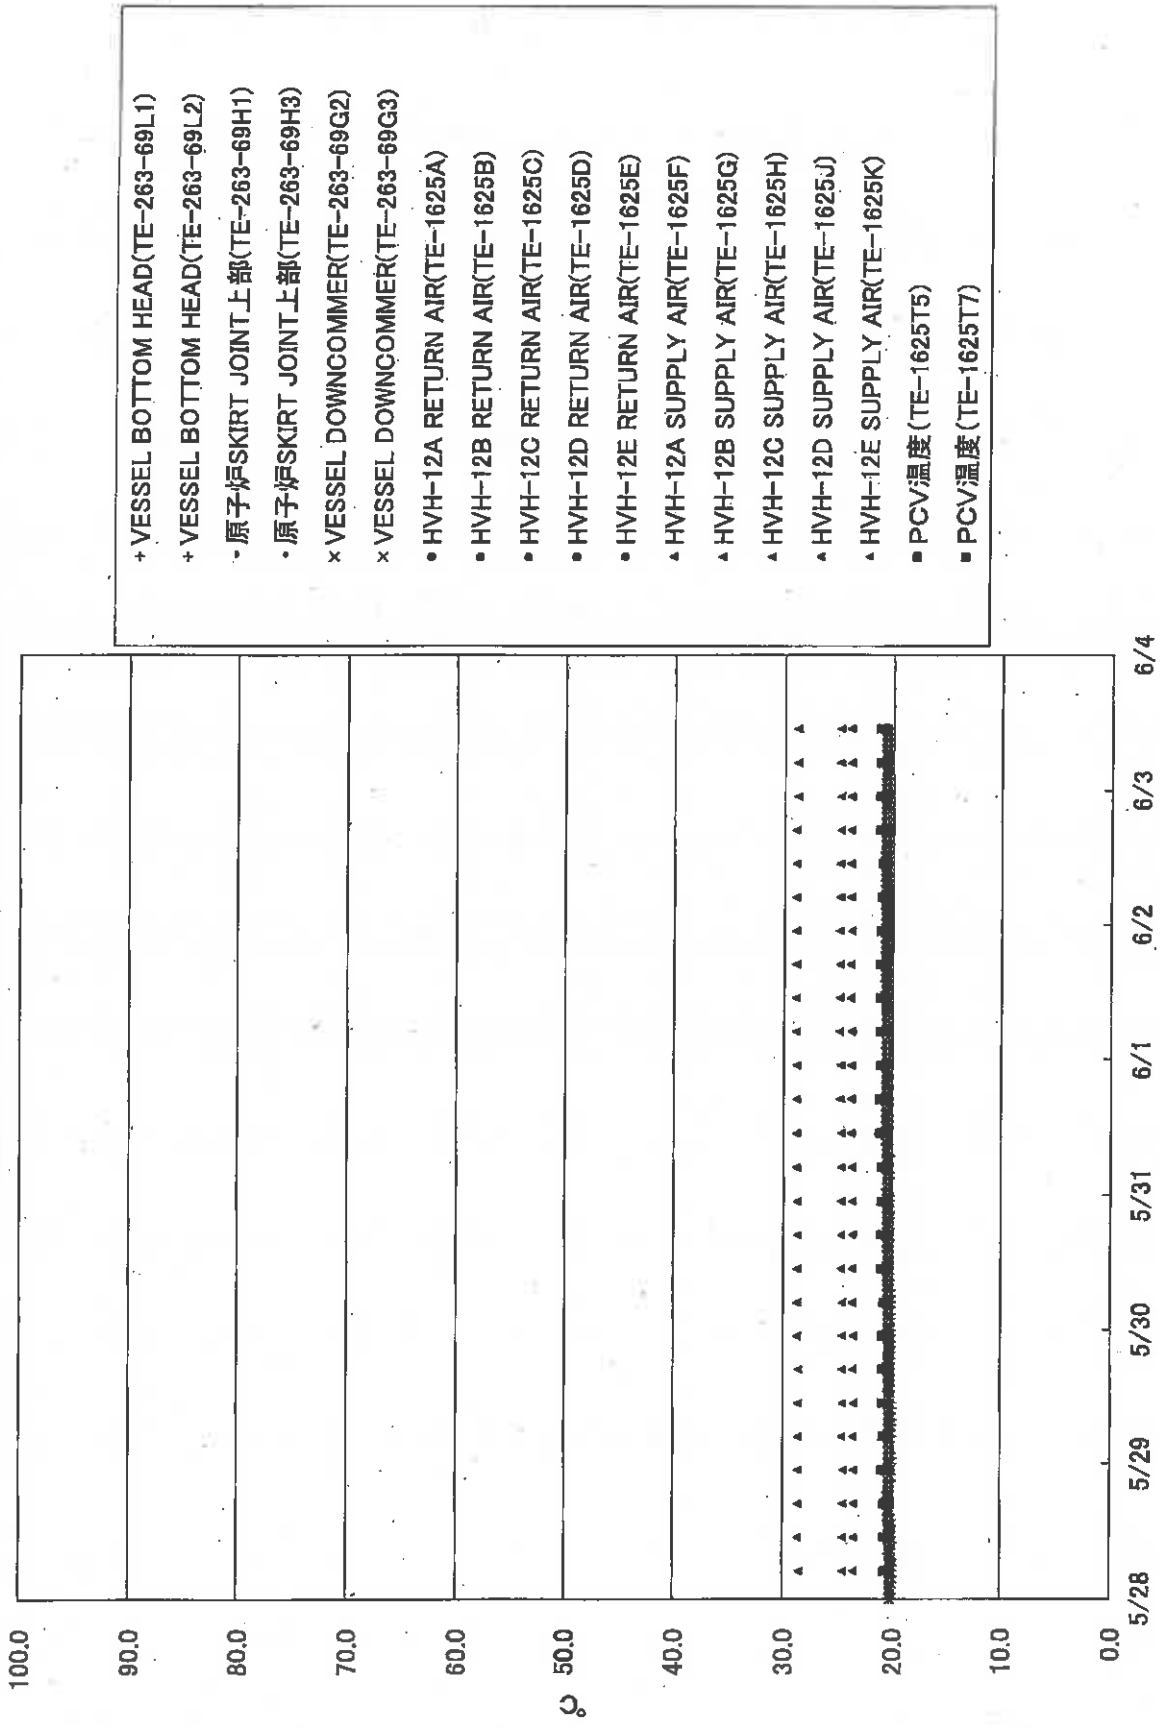 ℃
100.0
90.0
80.0
70.0
60.0
50.0
40.0
30.0
20.0
10.0
0.0
5/28
5/29
5/30
5/31
6/1
6/2
6/3
6/4
+ VESSEL BOTTOM HEAD(TE-263-69L1)
+ VESSEL BOTTOM HEAD(TE-263-69L2)
- 原子炉SKIRT JOINT上部(TE-263-69H1)
・原子炉SKIRT JOINT上部(TE-263-69H3)
× VESSEL DOWNCOMMER(TE-263-69G2)
× VESSEL DOWNCOMMER(TE-263-69G3)
● HVH-12A RETURN AIR(TE-1625A)
● HVH-12B RETURN AIR(TE-1625B)
● HVH-12C RETURN AIR(TE-1625C)
● HVH-12D RETURN AIR(TE-1625D)
● HVH-12E RETURN AIR(TE-1625E)
▲ HVH-12A SUPPLY AIR(TE-1625F)
▲ HVH-12B SUPPLY AIR(TE-1625G)
▲ HVH-12C SUPPLY AIR(TE-1625H)
▲ HVH-12D SUPPLY AIR(TE-1625J)
▲ HVH-12E SUPPLY AIR(TE-1625K)
■ PCV温度(TE-1625T5)
■ PCV温度(TE-1625T7)